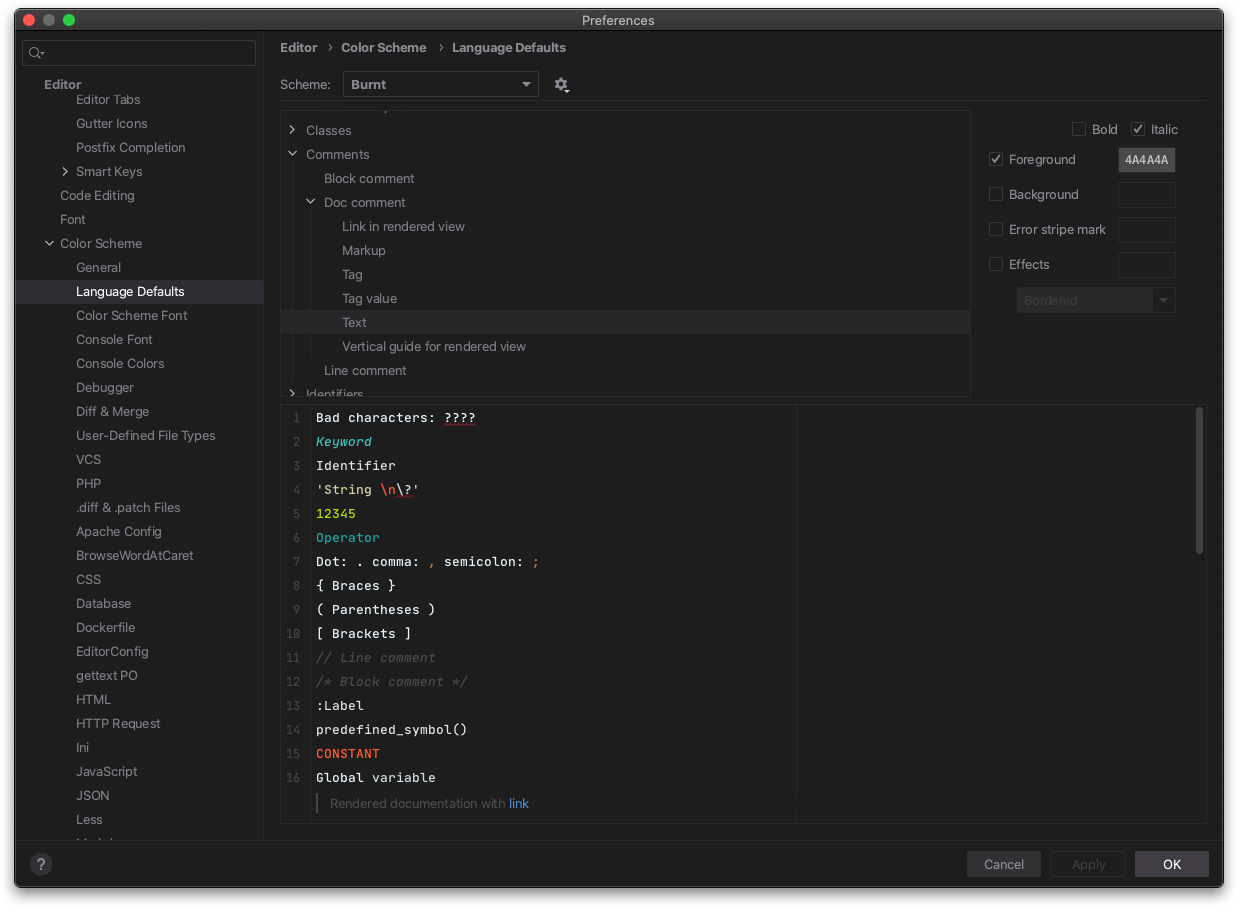 Preferences
Editor
Editor Tabs
Gutter Icons
Postfix Completion
Smart Keys
Code Editing
Font
Color Scheme
General
Language Defaults
Color Scheme Font
Console Font
Console Colors
Debugger
Diff & Merge
User-Defined File Types
VCS
PHP
.diff & .patch Files
Apache Config
BrowseWordAtCaret
CSS
Database
Dockerfile
EditorConfig
gettext PO
HTML
HTTP Request
Ini
JavaScript
JSON
Less
Editor › Color Scheme › Language Defaults
Scheme: Burnt
Classes
Comments
Block comment
Doc comment
Link in rendered view
Markup
Tag
Tag value
Text
Vertical guide for rendered view
Line comment
Identifiers
Bold Italic
Foreground 4A4A4A
Background
Error stripe mark
Effects
Bordered
1 Bad characters: ????
2 Keyword
3 Identifier
4 'String \n\?'
5 12345
6 Operator
7 Dot: . comma: , semicolon: ;
8 { Braces }
9 ( Parentheses )
10 [ Brackets ]
11 // Line comment
12 /* Block comment */
13 :Label
14 predefined_symbol()
15 CONSTANT
16 Global variable
Rendered documentation with link
?
Cancel
Apply
OK